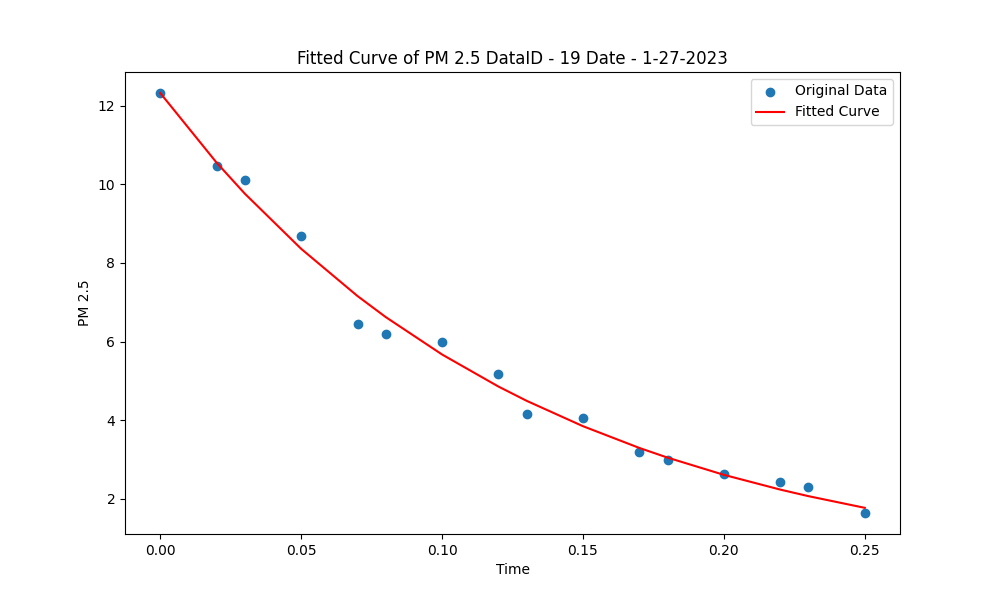 Fitted Curve of PM 2.5 DataID - 19 Date - 1-27-2023
Original Data
Fitted Curve
12
10
8
6
4
2
PM 2.5
0.00 0.05 0.10 0.15 0.20 0.25
Time